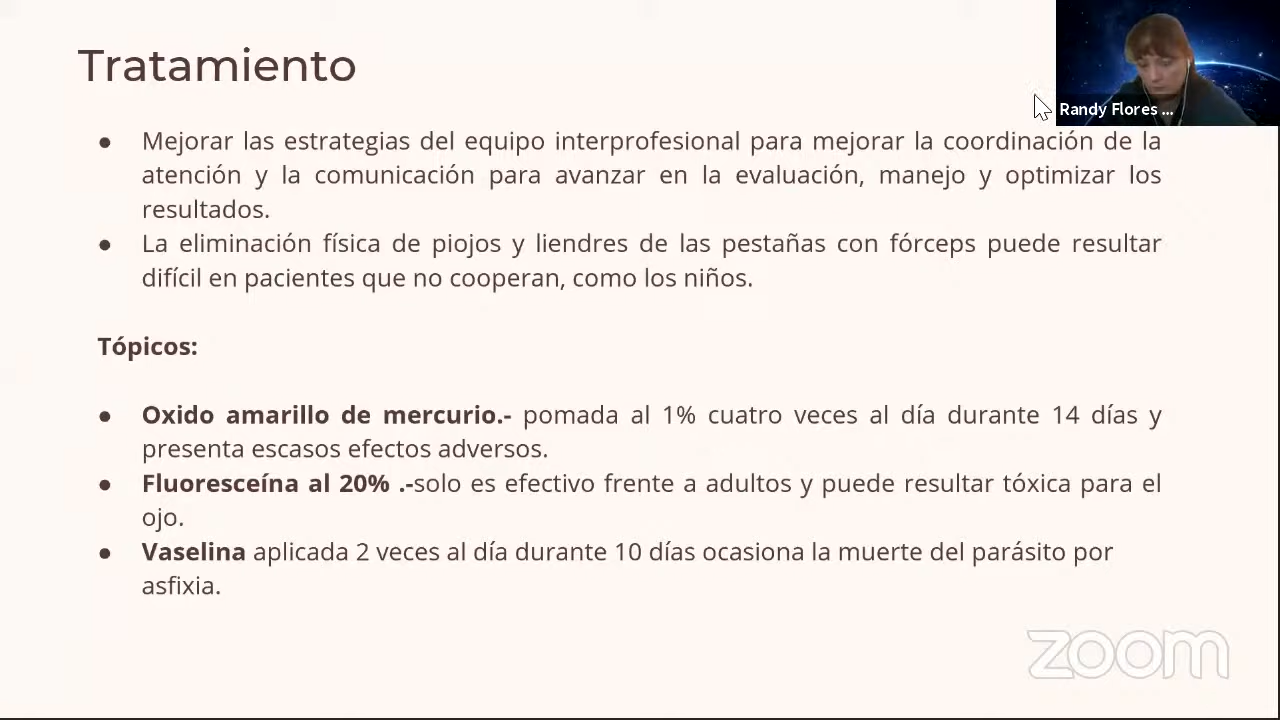 Tratamiento
Randy Flores ...
● Mejorar las estrategias del equipo interprofesional para mejorar la coordinación de la
atención y la comunicación para avanzar en la evaluación, manejo y optimizar los
resultados.
● La eliminación física de piojos y liendres de las pestañas con fórceps puede resultar
difícil en pacientes que no cooperan, como los niños.
Tópicos:
● Oxido amarillo de mercurio.- pomada al 1% cuatro veces al día durante 14 días y
presenta escasos efectos adversos.
● Fluoresceína al 20% .-solo es efectivo frente a adultos y puede resultar tóxica para el
ojo.
● Vaselina aplicada 2 veces al día durante 10 días ocasiona la muerte del parásito por
asfixia.
zoom